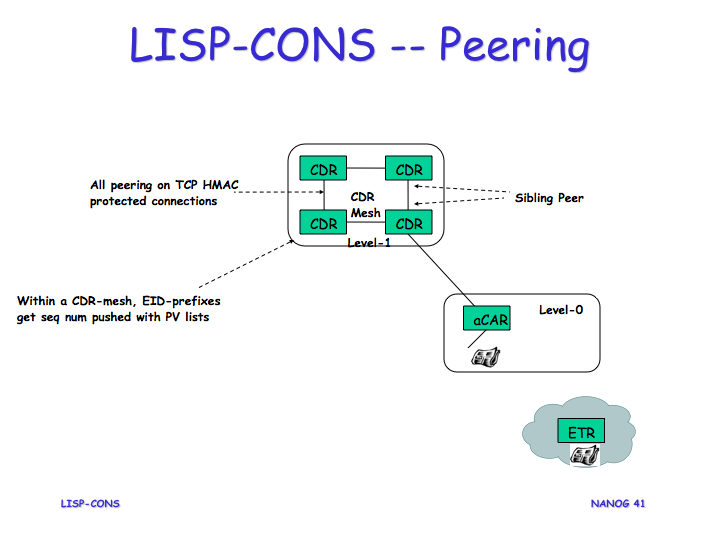 LISP-CONS -- Peering
CDR
CDR
All peering on TCP HMAC
protected connections
CDR
Mesh
Sibling Peer
CDR
CDR
Level-1
Within a CDR-mesh, EID-prefixes
get seq num pushed with PV lists
Level-0
aCAR
ETR
LISP-CONS
NANOG 41